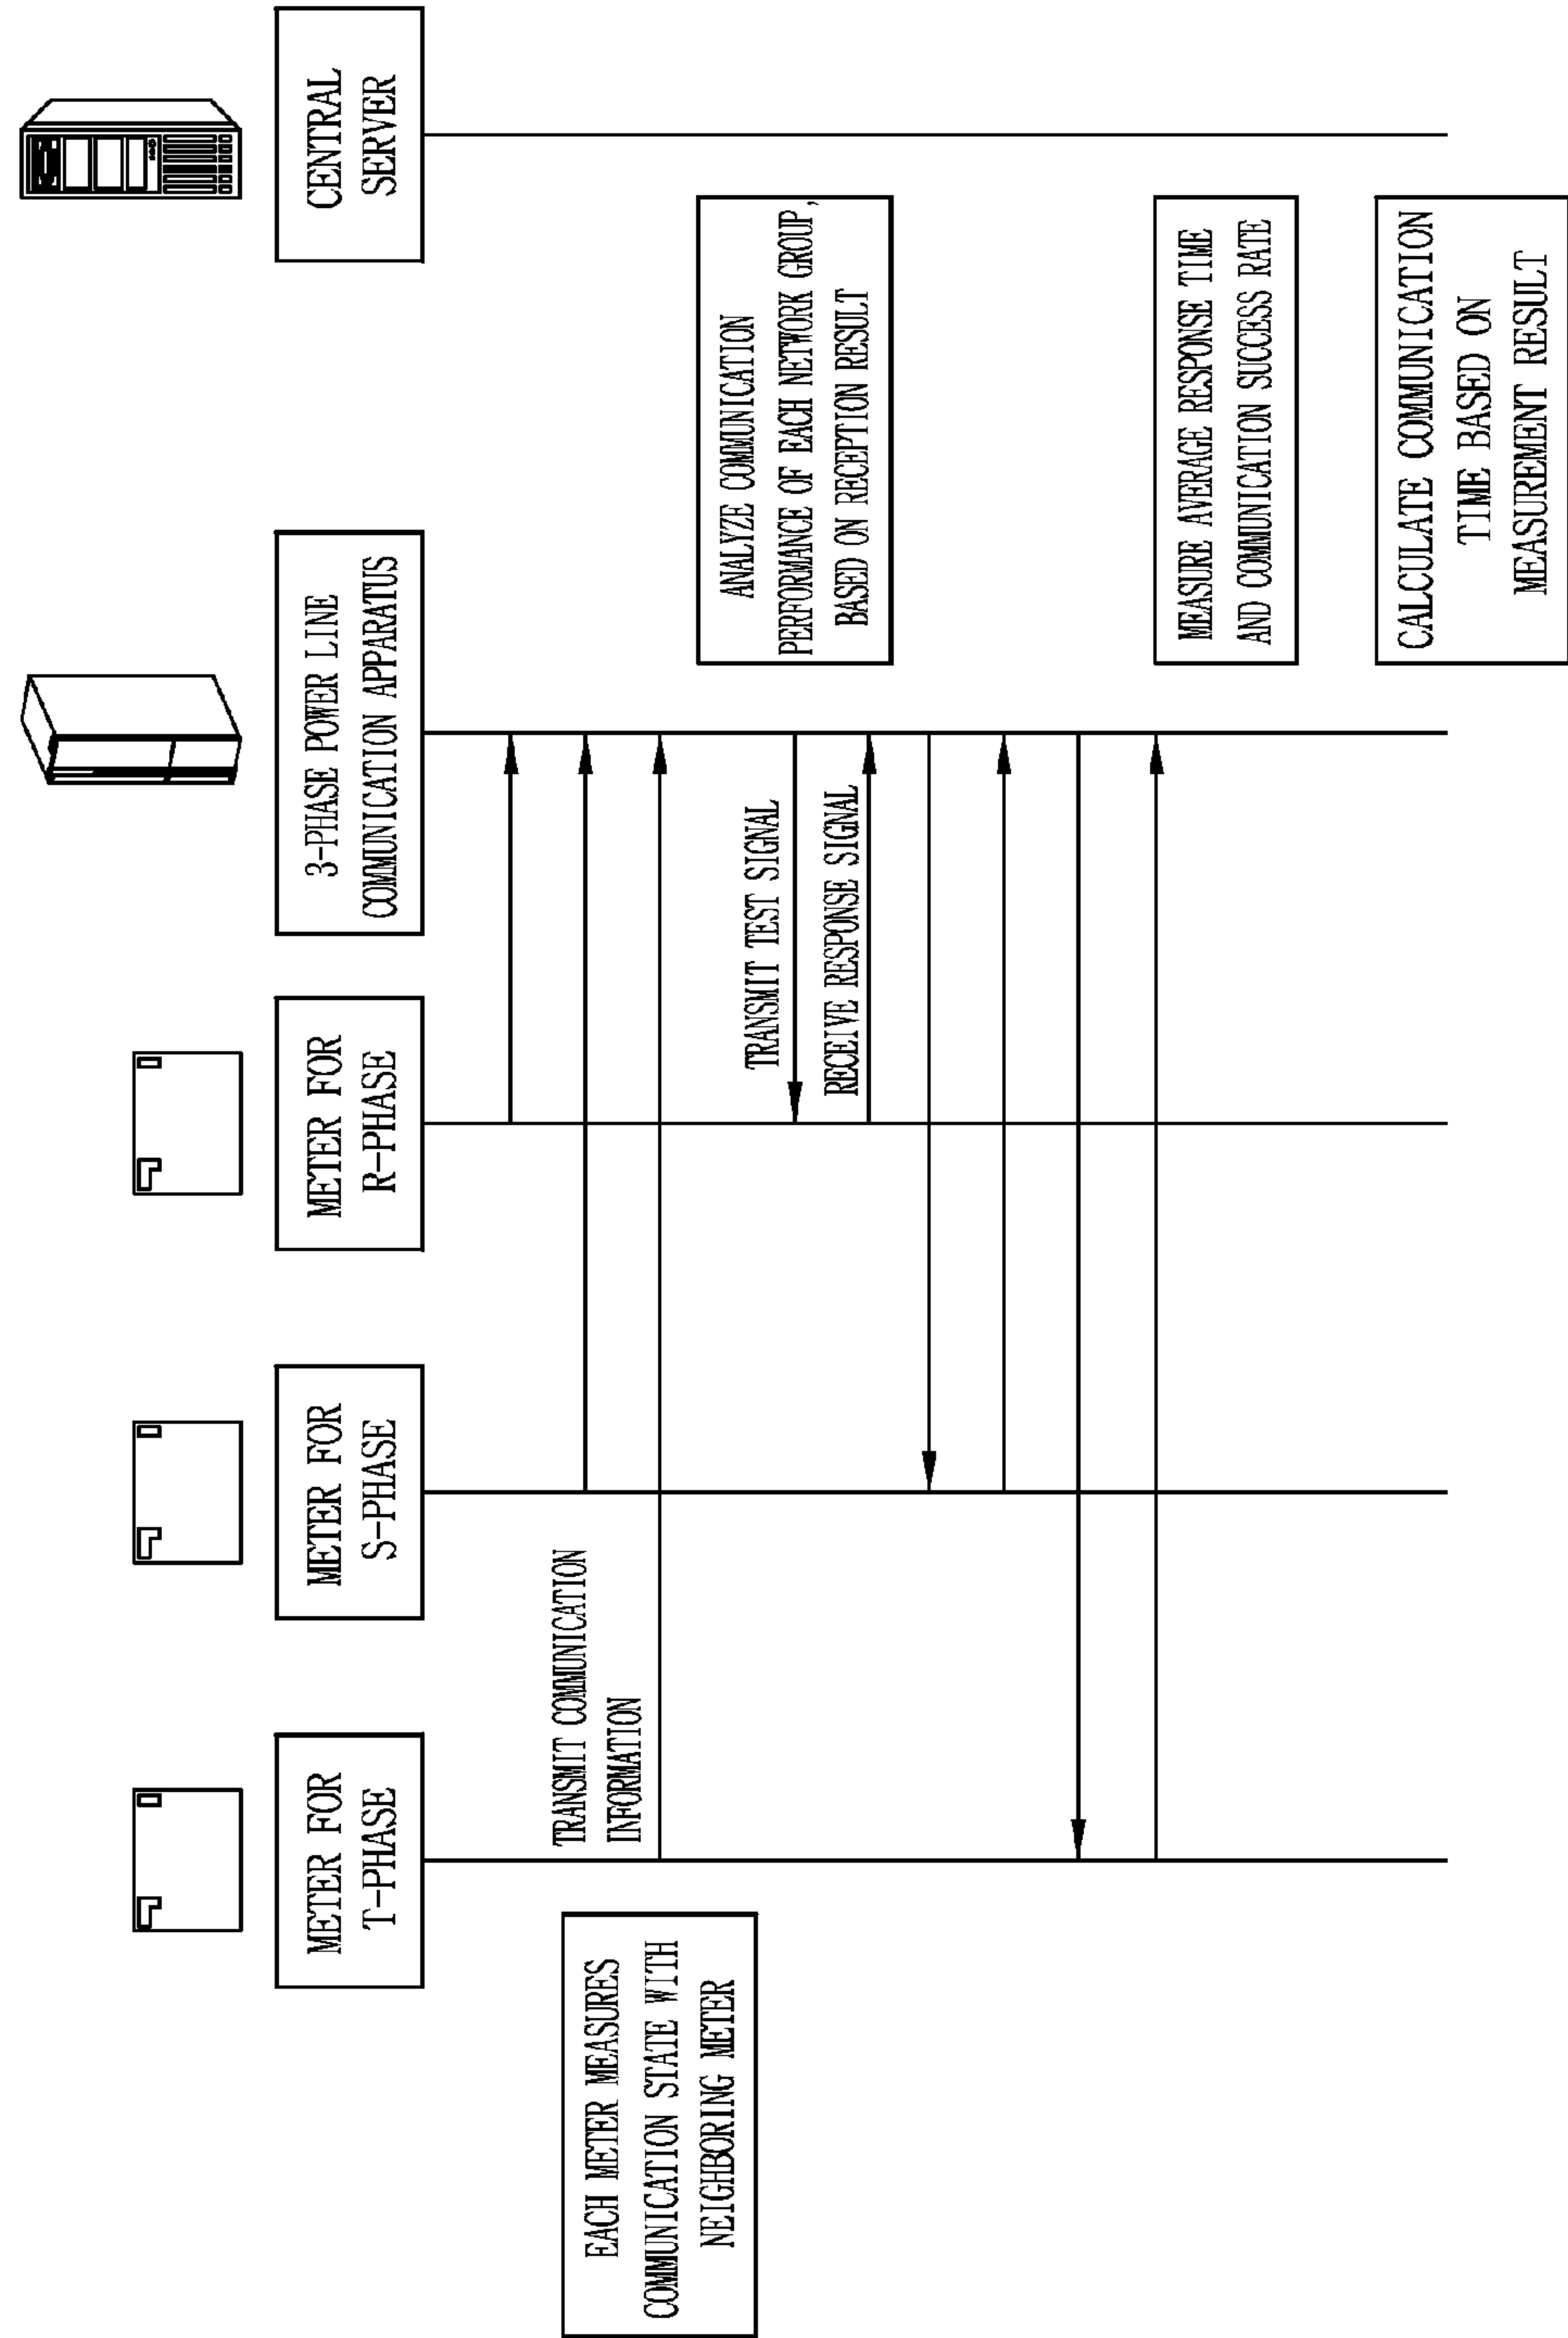 METER FOR
T-PHASE
METER FOR
S-PHASE
METER FOR
R-PHASE
3-PHASE POWER LINE
COMMUNICATION APPARATUS
CENTRAL
SERVER
EACH METER MEASURES
COMMUNICATION STATE WITH
NEIGHBORING METER
TRANSMIT COMMUNICATION
INFORMATION
ANALYZE COMMUNICATION
PERFORMANCE OF EACH NETWORK GROUP,
BASED ON RECEPTION RESULT
TRANSMIT TEST SIGNAL
RECEIVE RESPONSE SIGNAL
MEASURE AVERAGE RESPONSE TIME
AND COMMUNICATION SUCCESS RATE
CALCULATE COMMUNICATION
TIME BASED ON
MEASUREMENT RESULT